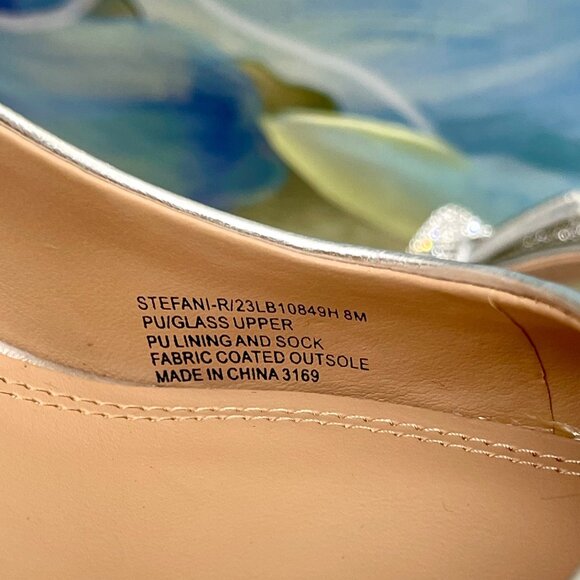 STEFANI-R/23LB10849H 8M
PU/GLASS UPPER
PU LINING AND SOCK
FABRIC COATED OUTSOLE
MADE IN CHINA 3169